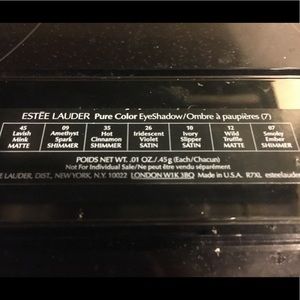 ESTĒE LAUDER Pure Color EyeShadow/Ombre à paupières (7)
45 09 35 26 10 12 07
Lavish Amethyst Hot Iridescent Ivory Wild Smokey
Mink Spark Cinnamon Violet Slipper Truffle Ember
MATTE SHIMMER SHIMMER SATIN SATIN MATTE SHIMMER
POIDS NET WT. .01 OZ./.45g (Each/Chacun)
Not For Individual Sale/Ne peut être vendu séparément
E LAUDER, DIST., NEW YORK, N.Y. 10022 LONDON W1K 3BQ Made in U.S.A. R7XL esteelauder